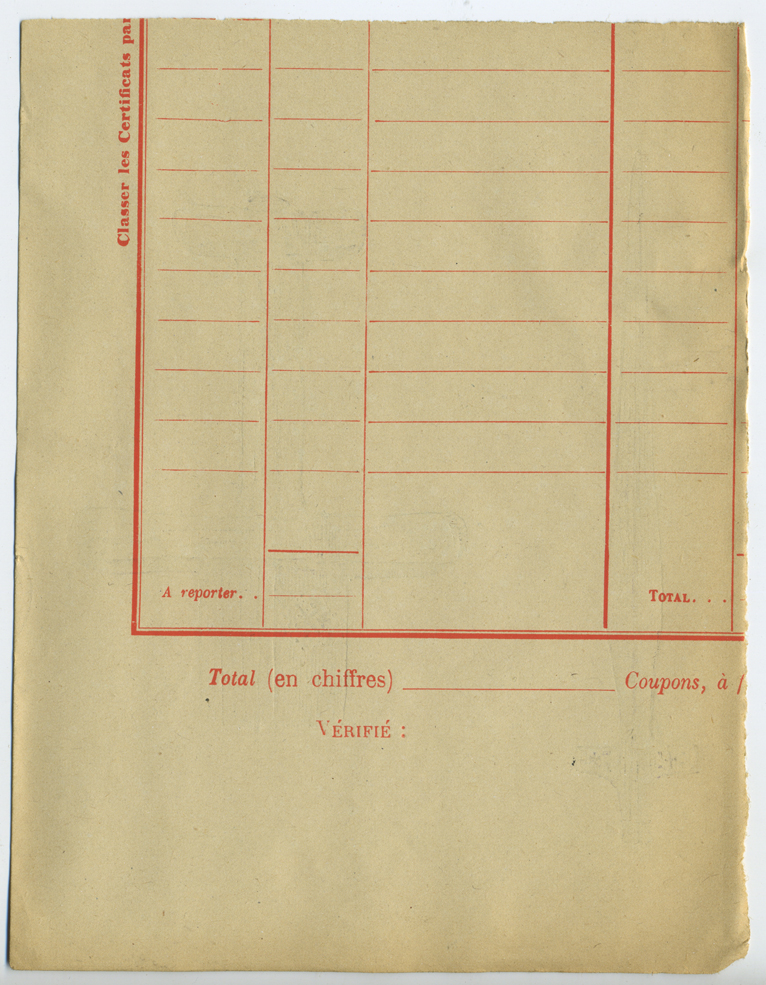 Classer les Certificats par
A reporter. .
TOTAL. . .
Total (en chiffres) Coupons, à
VÉRIFIÉ :